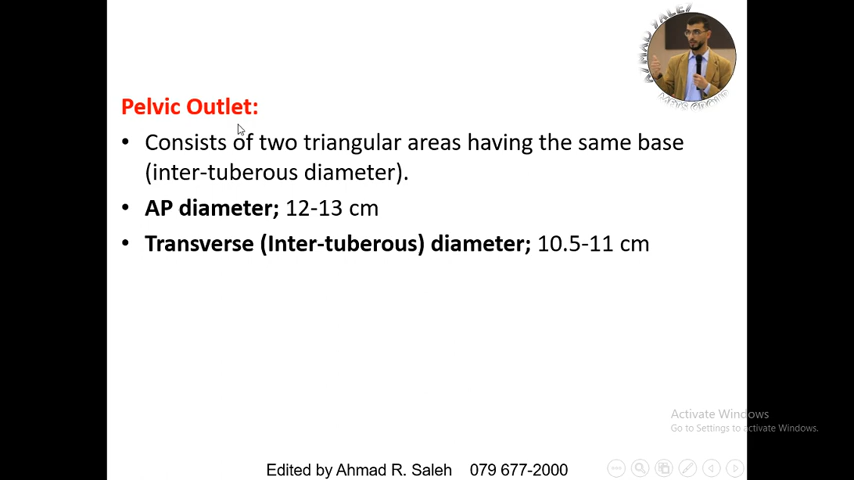 Pelvic Outlet:
• Consists of two triangular areas having the same base
(inter-tuberous diameter).
• AP diameter; 12-13 cm
• Transverse (Inter-tuberous) diameter; 10.5-11 cm
Activate Windows
Go to Settings to activate Windows.
Edited by Ahmad R. Saleh 079 677-2000